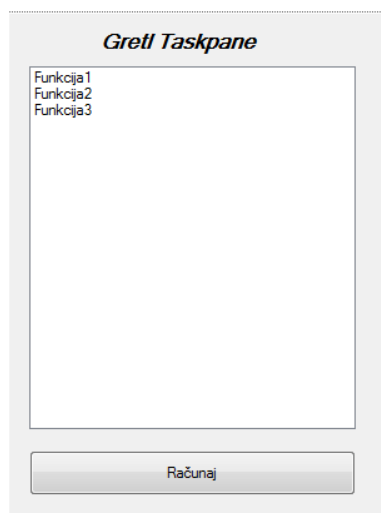 Gretl Taskpane
Funkcija1
Funkcija2
Funkcija3
Računaj